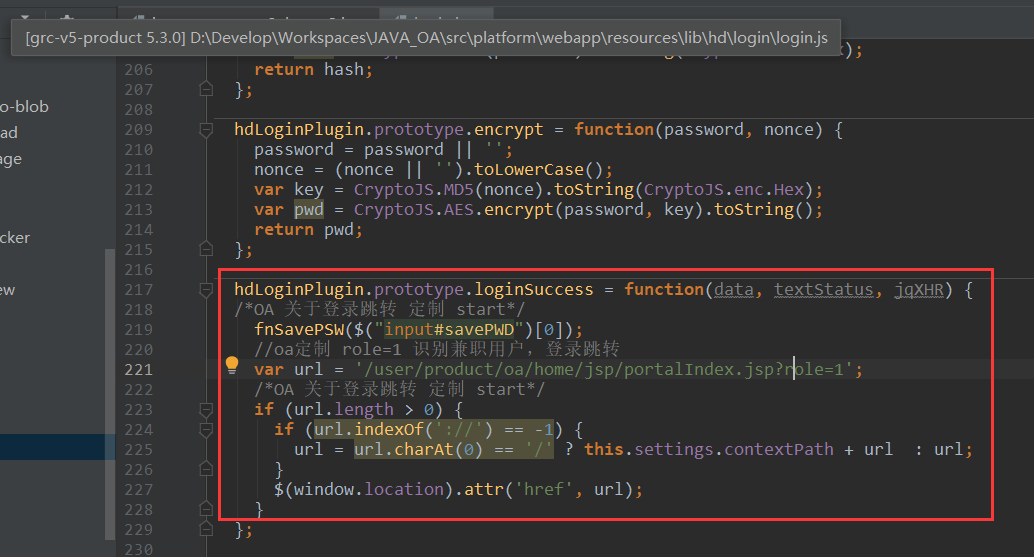 [grc-v5-product 5.3.0] D:\Develop\Workspaces\JAVA_OA\src\platform\webapp\resources\lib\hd\login\login.js
206 return hash;
207 };
o-blob
208
209 hdLoginPlugin.prototype.encrypt = function(password, nonce) {
ad
210 password = password || '';
age
211 nonce = (nonce || '').toLowerCase();
212 var key = CryptoJS.MD5(nonce).toString(CryptoJS.enc.Hex);
213 var pwd = CryptoJS.AES.encrypt(password, key).toString();
214 return pwd;
cker
215 };
216
ew
217 hdLoginPlugin.prototype.loginSuccess = function(data, textStatus, jqXHR) {
218 /*OA 关于登录跳转 定制 start*/
219 fnSavePSW($("input#savePWD")[0]);
220 //oa定制 role=1 识别兼职用户，登录跳转
221 var url = '/user/product/oa/home/jsp/portalIndex.jsp?role=1';
222 /*OA 关于登录跳转 定制 start*/
223 if (url.length > 0) {
224 if (url.indexOf('://') == -1) {
225 url = url.charAt(0) == '/' ? this.settings.contextPath + url  : url;
226 }
227 $(window.location).attr('href', url);
228 }
229 };
230